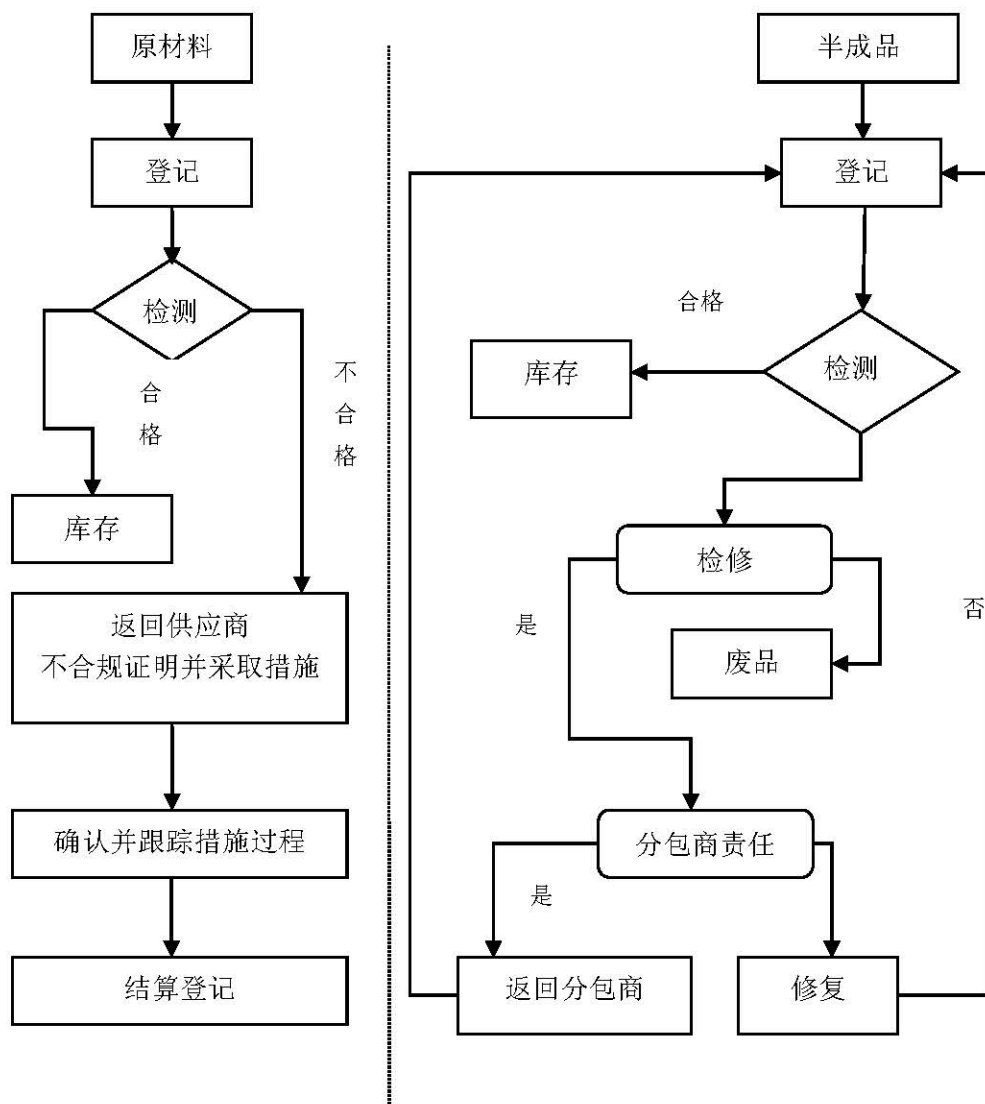 原材料
登记
检测
合格
不合格
库存
返回供应商
不合规证明并采取措施
确认并跟踪措施过程
结算登记
半成品
登记
合格
检测
库存
检修
是
否
废品
分包商责任
是
返回分包商
修复